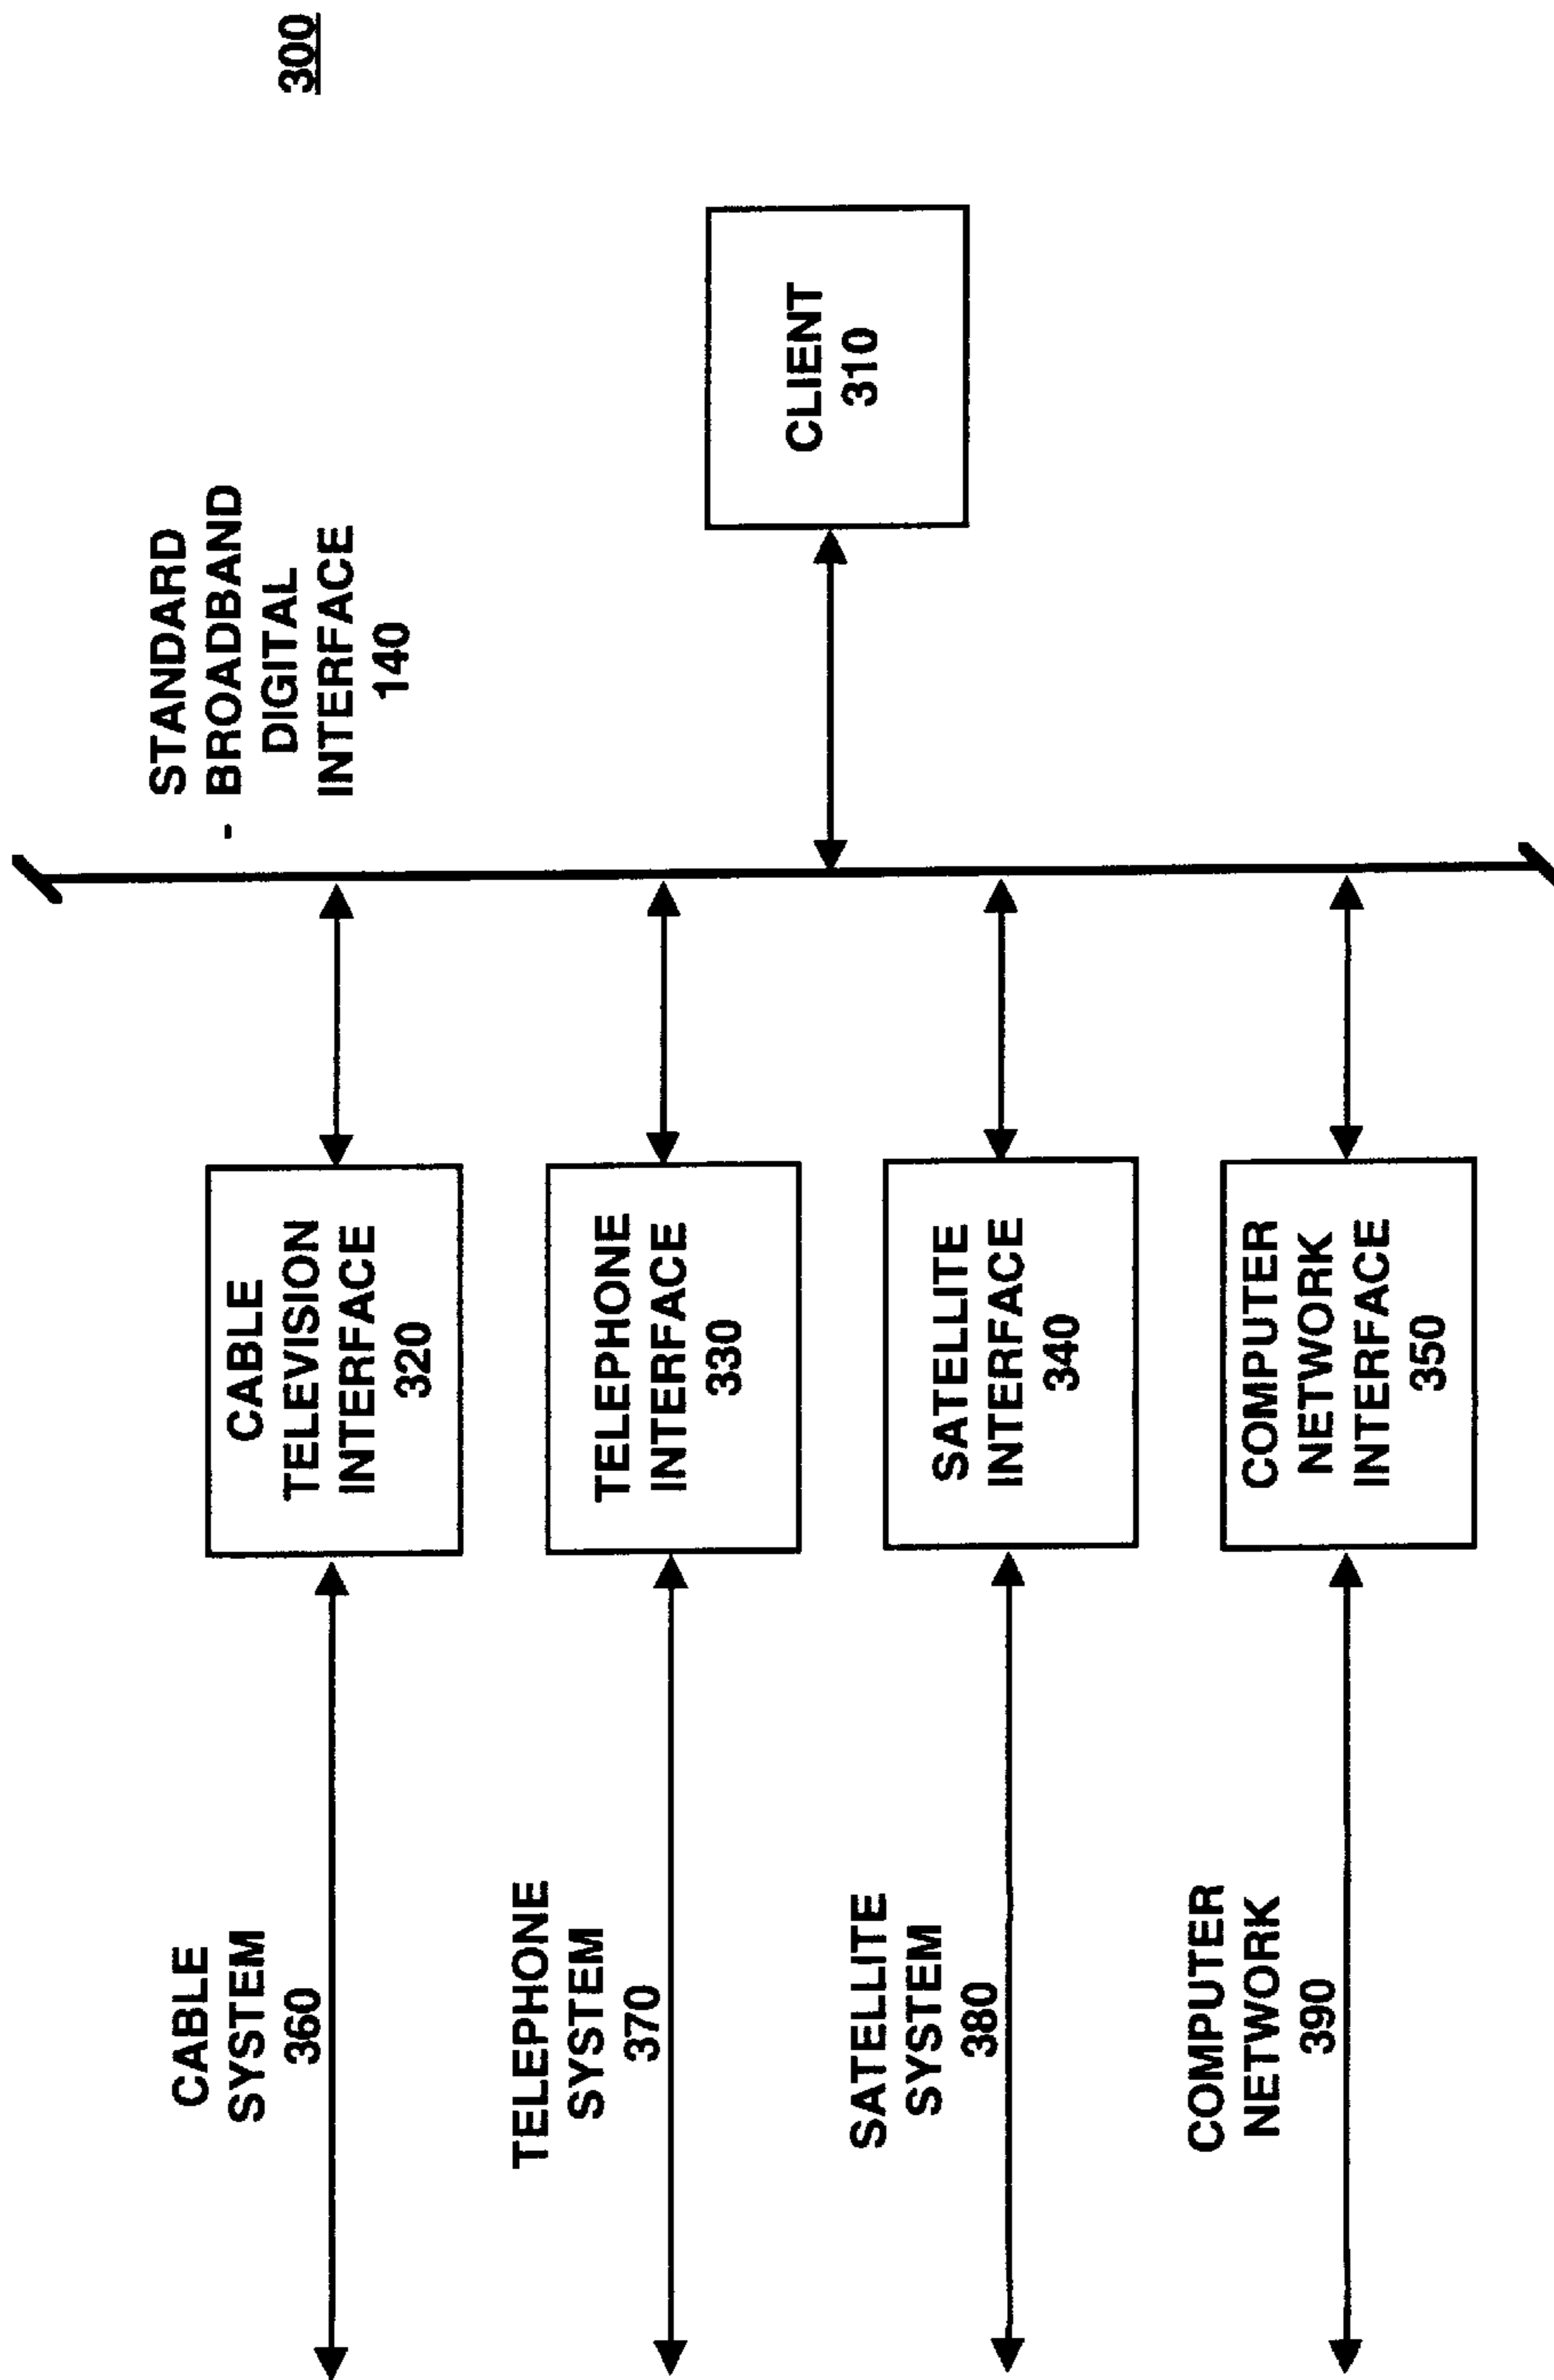 300
STANDARD
- BROADBAND
DIGITAL
INTERFACE
140
CLIENT
310
CABLE
TELEVISION
INTERFACE
320
TELEPHONE
INTERFACE
330
SATELLITE
INTERFACE
340
COMPUTER
NETWORK
INTERFACE
350
CABLE
SYSTEM
360
TELEPHONE
SYSTEM
370
SATELLITE
SYSTEM
380
COMPUTER
NETWORK
390